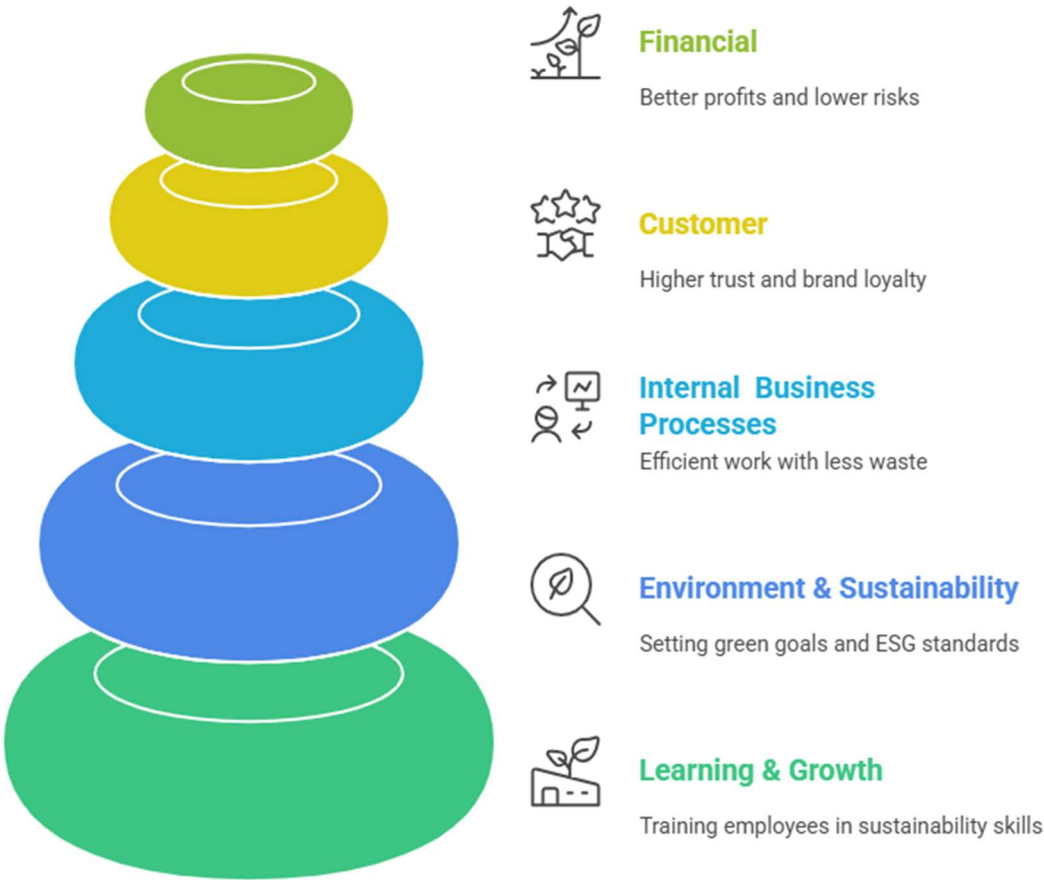 Financial
Better profits and lower risks
Customer
Higher trust and brand loyalty
Internal Business
Processes
Efficient work with less waste
Environment & Sustainability
Setting green goals and ESG standards
Learning & Growth
Training employees in sustainability skills